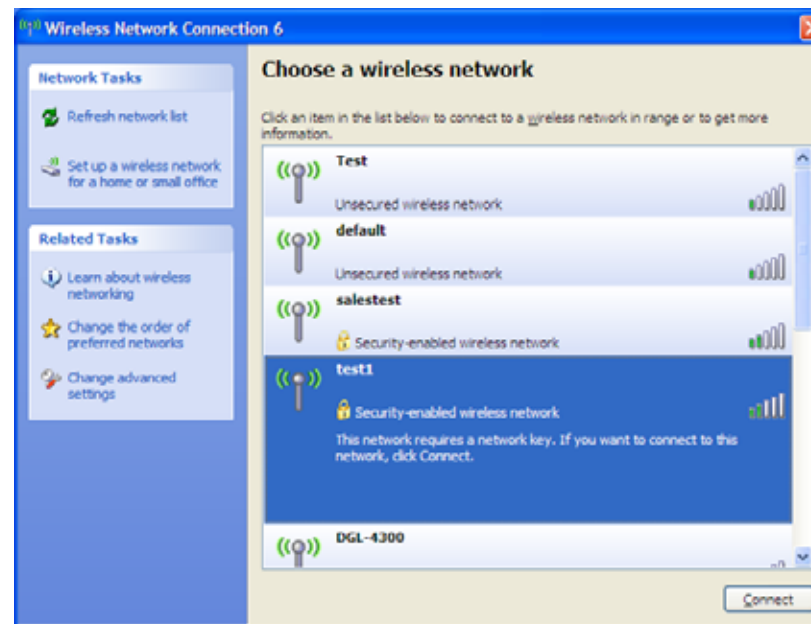 Wireless Network Connection 6
Network Tasks
Refresh network list
Set up a wireless network
for a home or small office
Related Tasks
Learn about wireless
networking
Change the order of
preferred networks
Change advanced
settings
Choose a wireless network
Click an item in the list below to connect to a wireless network in range or to get more
information.
Test
Unsecured wireless network
default
Unsecured wireless network
salestest
Security-enabled wireless network
test1
Security-enabled wireless network
This network requires a network key. If you want to connect to this
network, click Connect.
DGL-4300
Connect